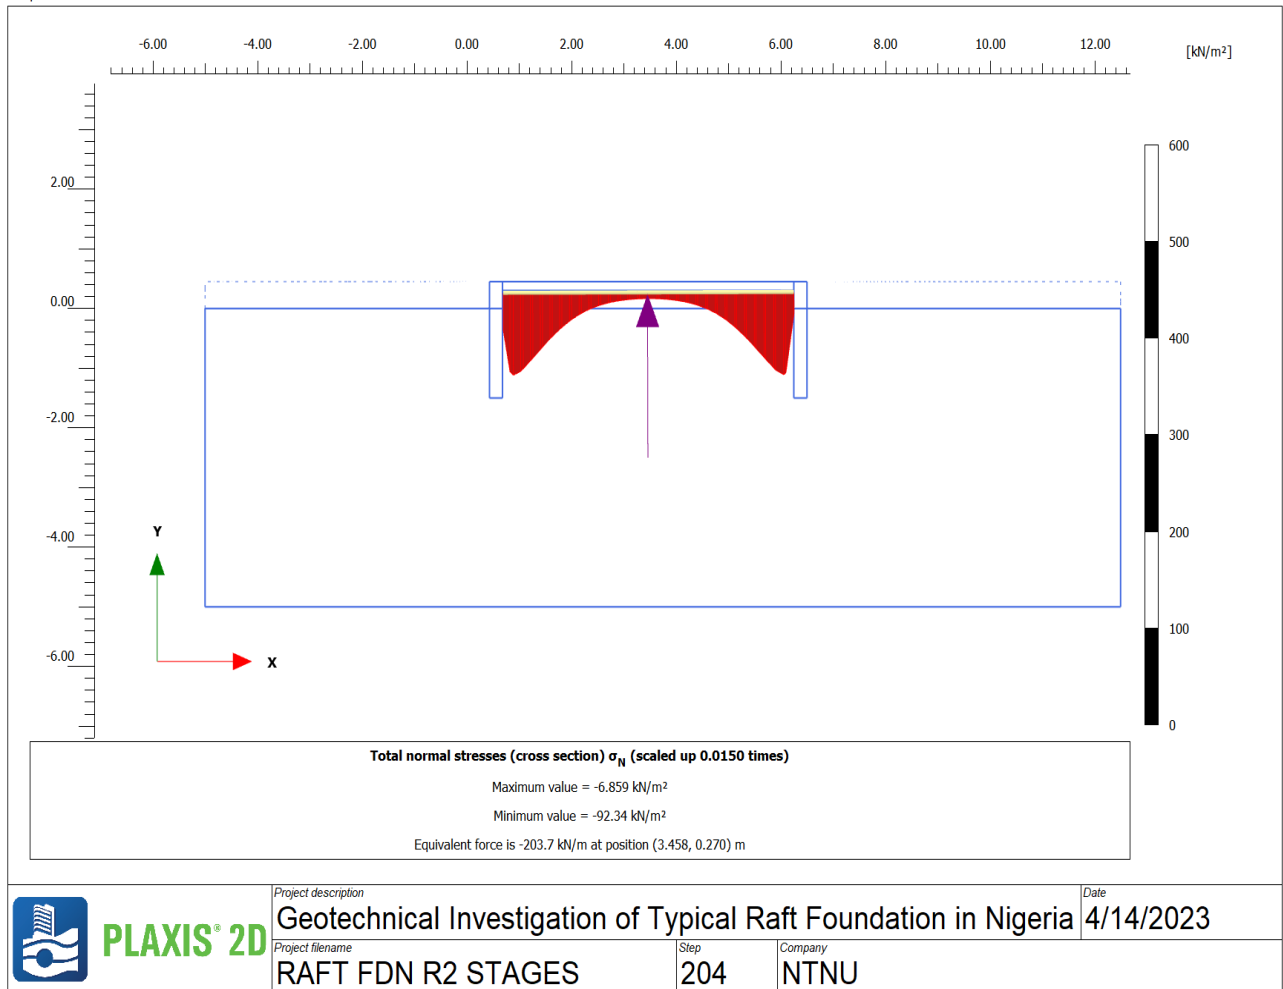 -6.00 -4.00 -2.00 0.00 2.00 4.00 6.00 8.00 10.00 12.00
[kN/m²]
600
2.00
500
0.00
400
-2.00
300
-4.00
200
Y
100
-6.00
X
0
Total normal stresses (cross section) σN (scaled up 0.0150 times)
Maximum value = -6.859 kN/m²
Minimum value = -92.34 kN/m²
Equivalent force is -203.7 kN/m at position (3.458, 0.270) m
PLAXIS® 2D
Project description
Geotechnical Investigation of Typical Raft Foundation in Nigeria
Date
4/14/2023
Project filename
RAFT FDN R2 STAGES
Step
204
Company
NTNU